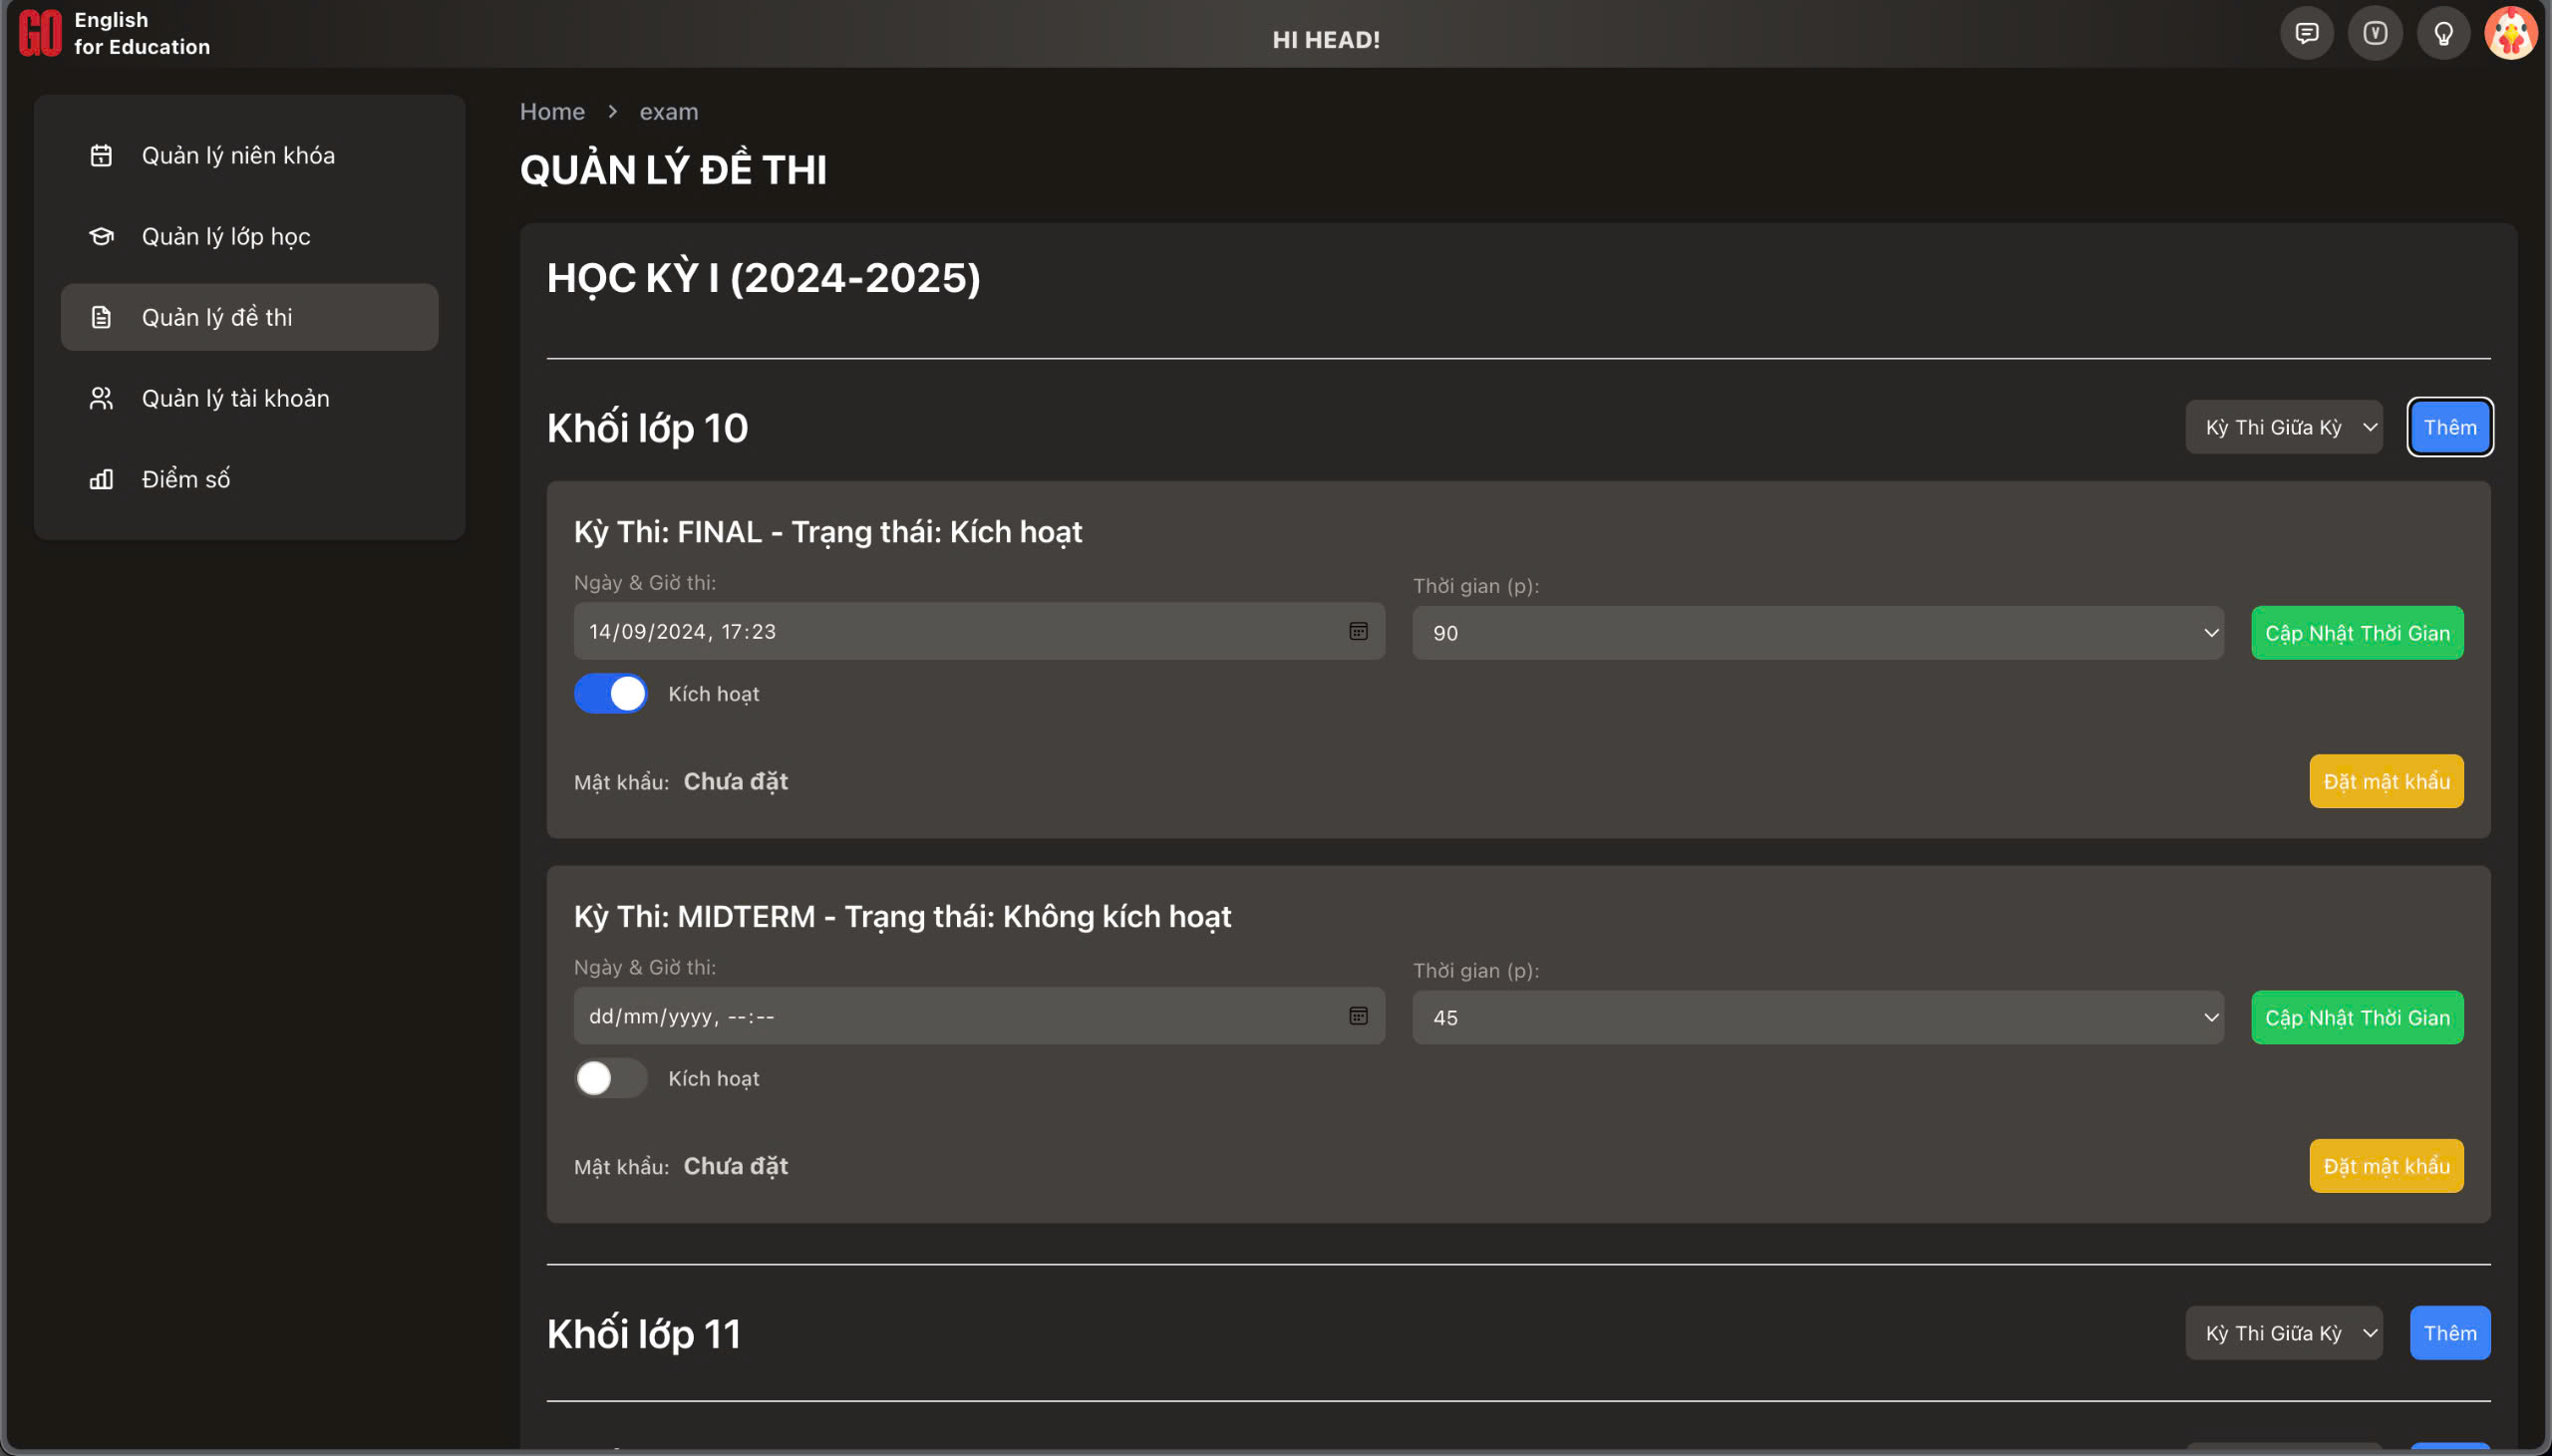 GO English
for Education
HI HEAD!
Quản lý niên khóa
Quản lý lớp học
Quản lý đề thi
Quản lý tài khoản
Điểm số
Home > exam
QUẢN LÝ ĐỀ THI
HỌC KỲ I (2024-2025)
Khối lớp 10
Kỳ Thi Giữa Kỳ
Thêm
Kỳ Thi: FINAL - Trạng thái: Kích hoạt
Ngày & Giờ thi:
Thời gian (p):
14/09/2024, 17:23
90
Cập Nhật Thời Gian
Kích hoạt
Mật khẩu: Chưa đặt
Đặt mật khẩu
Kỳ Thi: MIDTERM - Trạng thái: Không kích hoạt
Ngày & Giờ thi:
Thời gian (p):
dd/mm/yyyy, --:--
45
Cập Nhật Thời Gian
Kích hoạt
Mật khẩu: Chưa đặt
Đặt mật khẩu
Khối lớp 11
Kỳ Thi Giữa Kỳ
Thêm